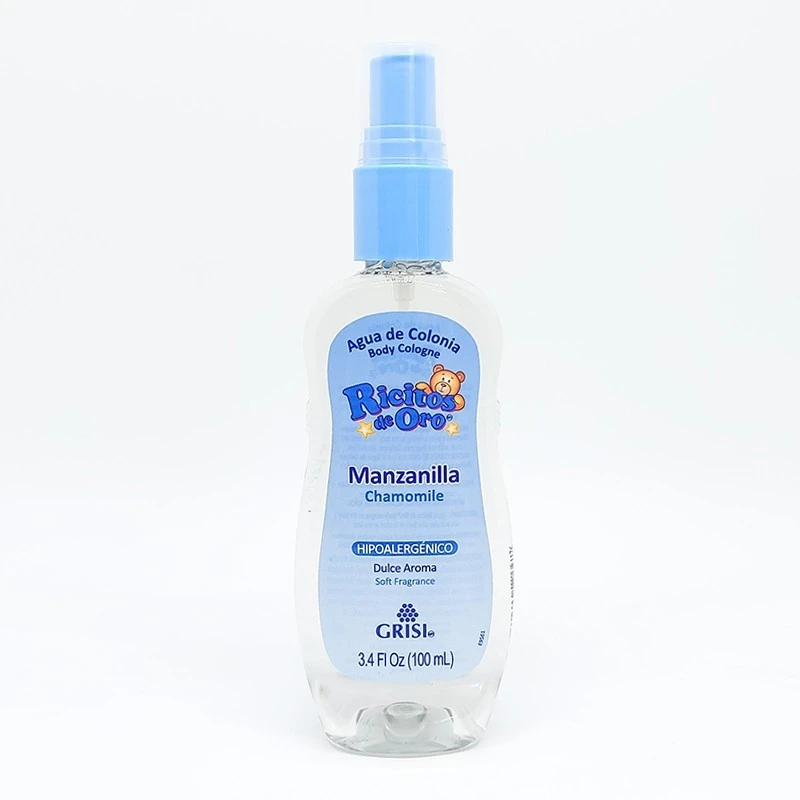 Agua de Colonia
Body Cologne
Ricitos
de Oro
Manzanilla
Chamomile
HIPOALERGÉNICO
Dulce Aroma
Soft Fragrance
GRISI
3.4 Fl Oz (100 mL)